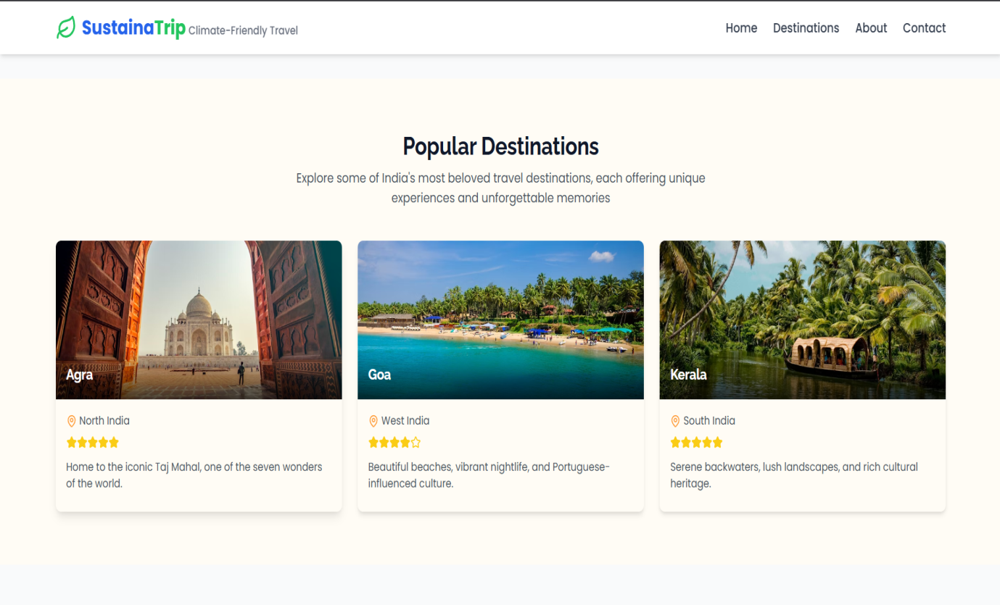 SustainaTrip Climate-Friendly Travel
Home Destinations About Contact
Popular Destinations
Explore some of India's most beloved travel destinations, each offering unique
experiences and unforgettable memories
Agra
North India
Home to the iconic Taj Mahal, one of the seven wonders
of the world.
Goa
West India
Beautiful beaches, vibrant nightlife, and Portuguese-
influenced culture.
Kerala
South India
Serene backwaters, lush landscapes, and rich cultural
heritage.